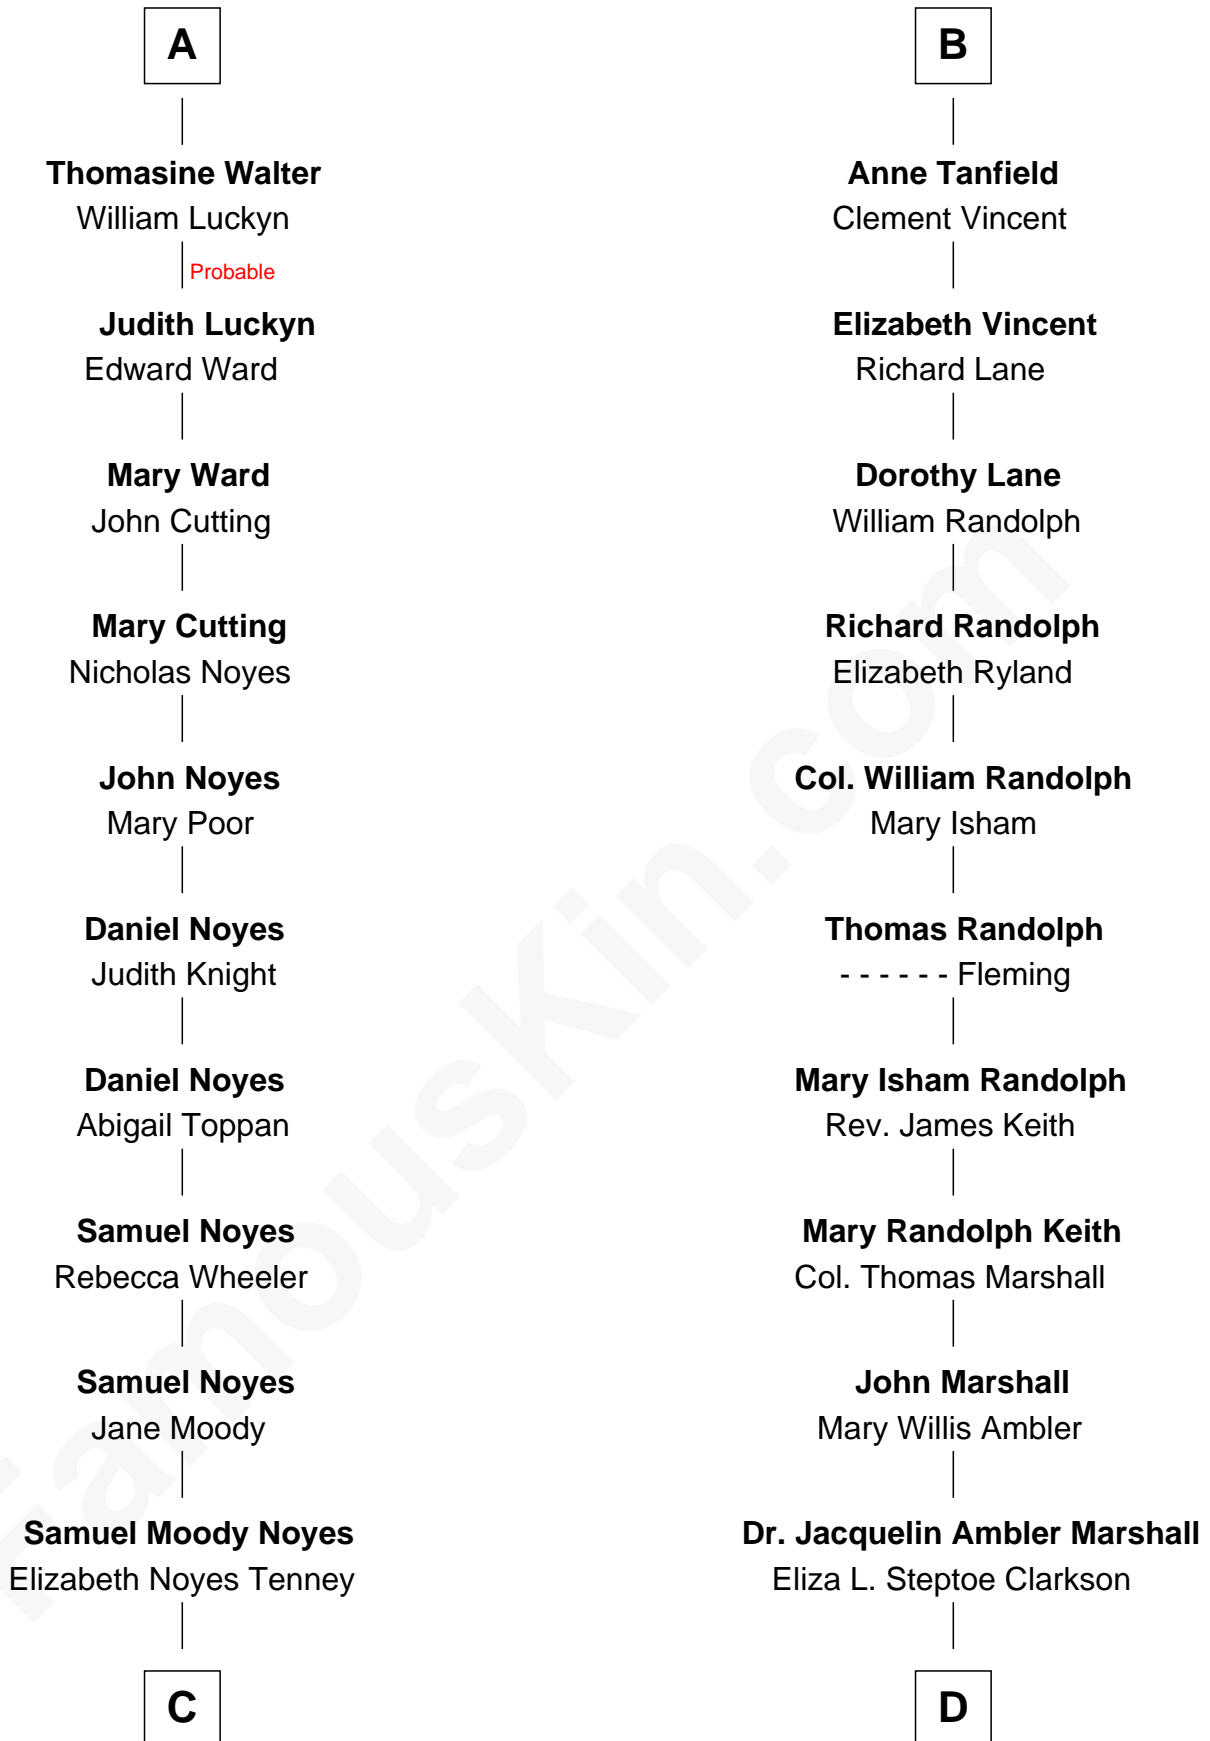 A
Thomasine Walter
William Luckyn
Probable
Judith Luckyn
Edward Ward
Mary Ward
John Cutting
Mary Cutting
Nicholas Noyes
John Noyes
Mary Poor
Daniel Noyes
Judith Knight
Daniel Noyes
Abigail Toppan
Samuel Noyes
Rebecca Wheeler
Samuel Noyes
Jane Moody
Samuel Moody Noyes
Elizabeth Noyes Tenney
C
B
Anne Tanfield
Clement Vincent
Elizabeth Vincent
Richard Lane
Dorothy Lane
William Randolph
Richard Randolph
Elizabeth Ryland
Col. William Randolph
Mary Isham
Thomas Randolph
- - - - - - Fleming
Mary Isham Randolph
Rev. James Keith
Mary Randolph Keith
Col. Thomas Marshall
John Marshall
Mary Willis Ambler
Dr. Jacquelin Ambler Marshall
Eliza L. Steptoe Clarkson
D
FamousKin.com